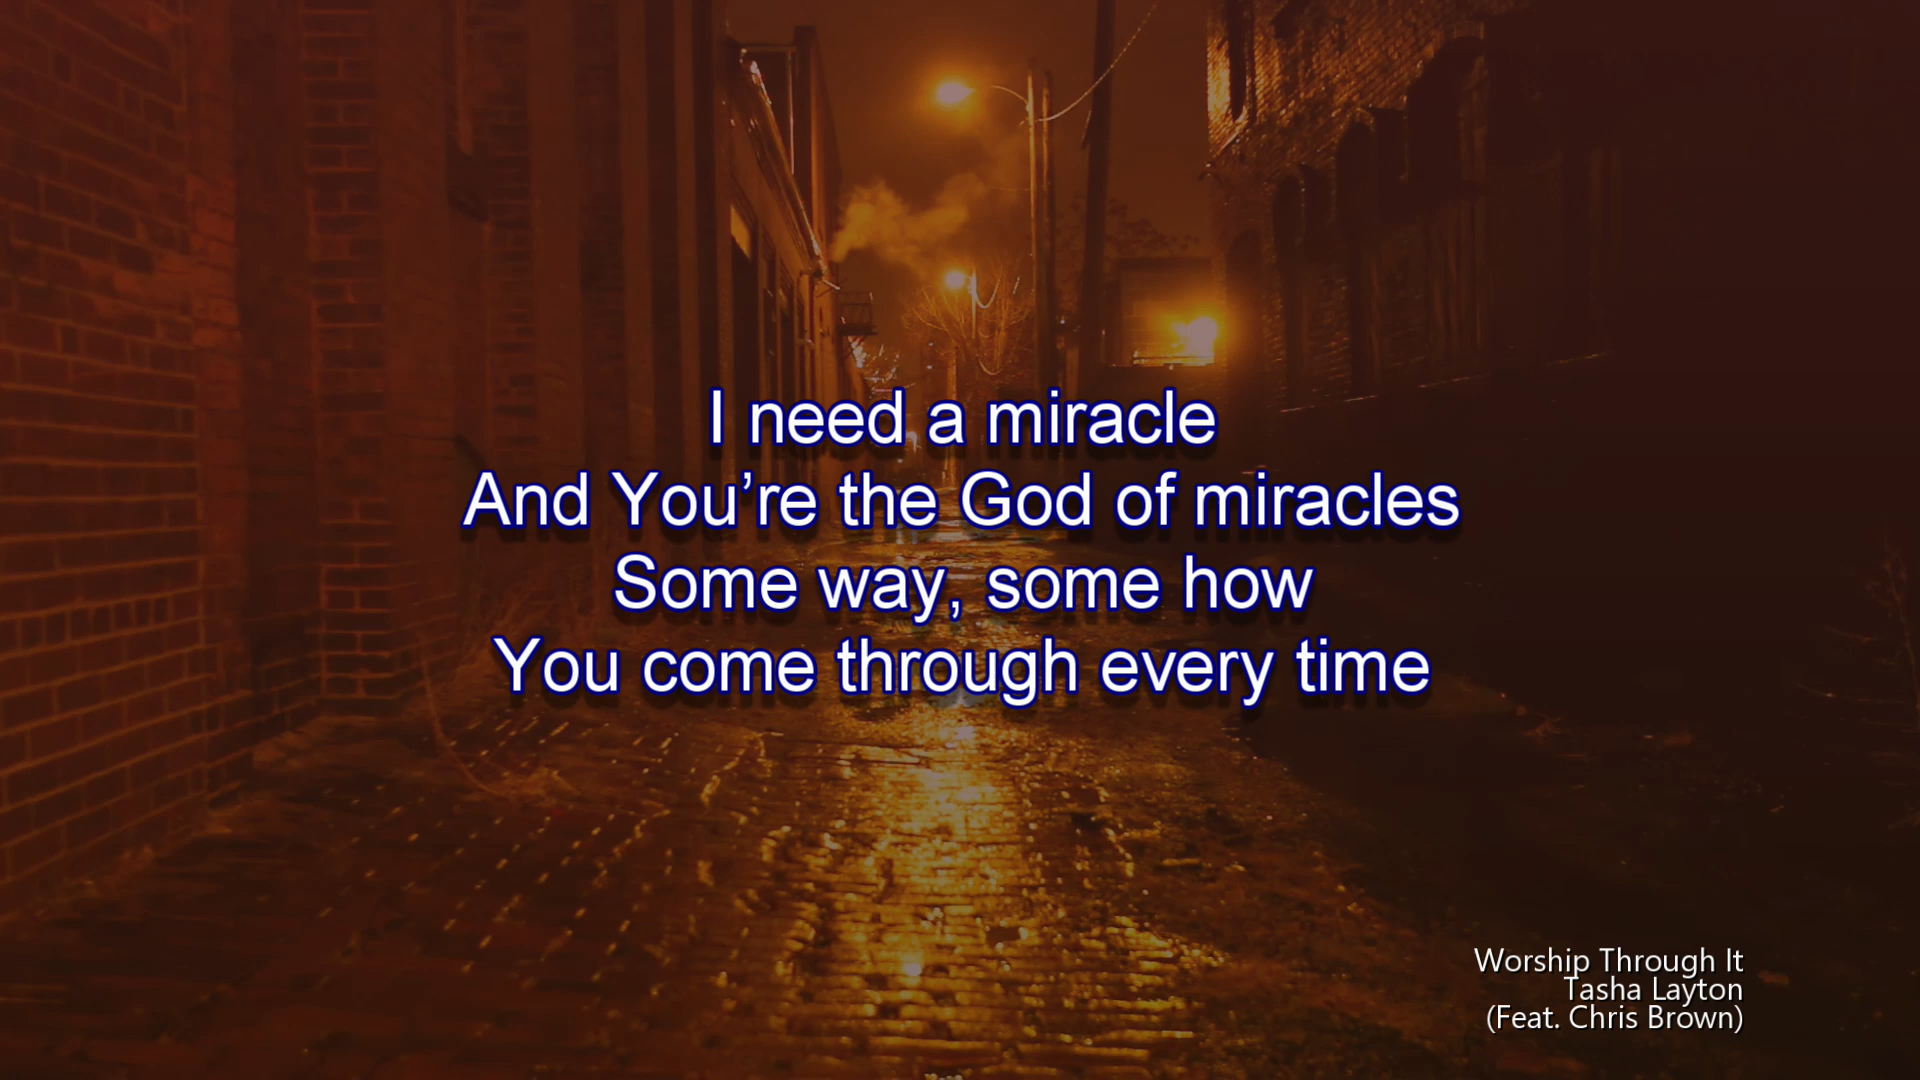 I need a miracle
And You’re the God of miracles
Some way, some how
You come through every time
Worship Through It
Tasha Layton
(Feat. Chris Brown)